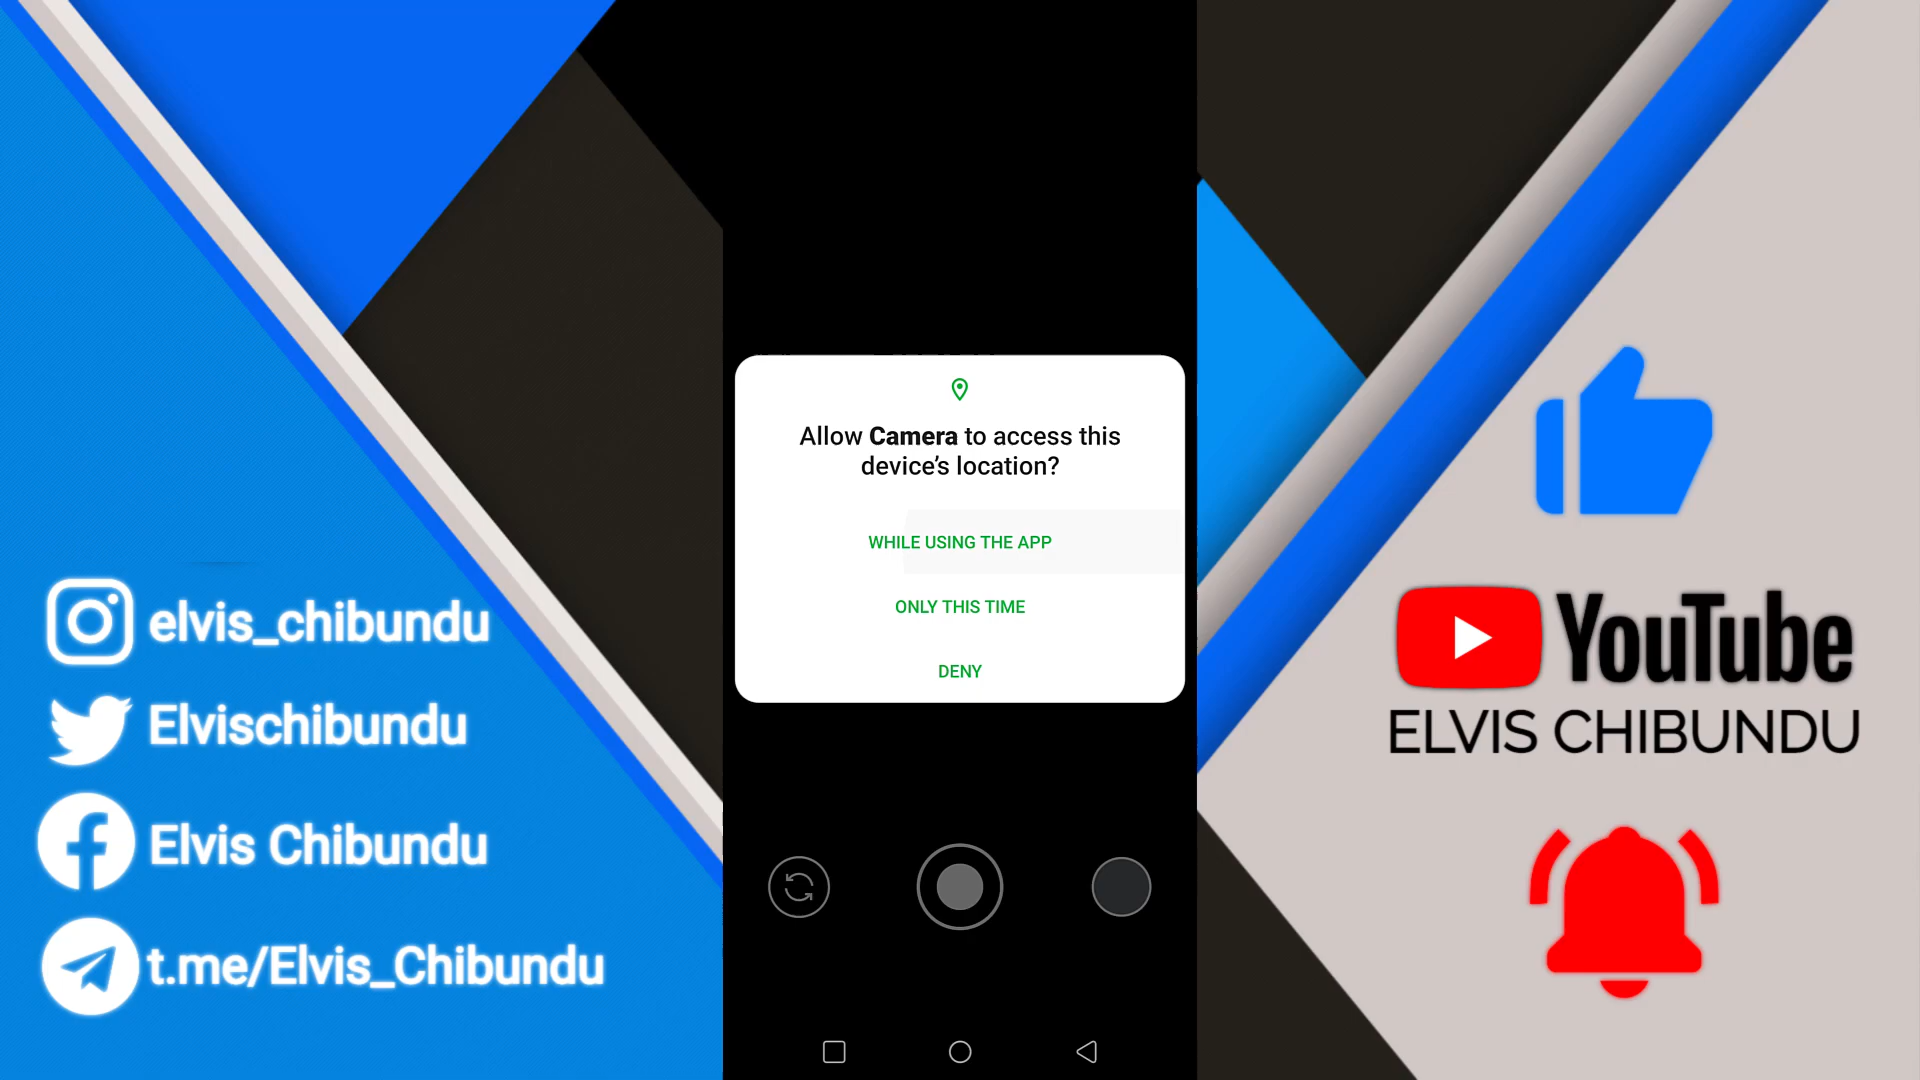 Allow Camera to access this
device’s location?
WHILE USING THE APP
ONLY THIS TIME
DENY
elvis_chibundu
Elvischibundu
Elvis Chibundu
t.me/Elvis_Chibundu
YouTube
ELVIS CHIBUNDU